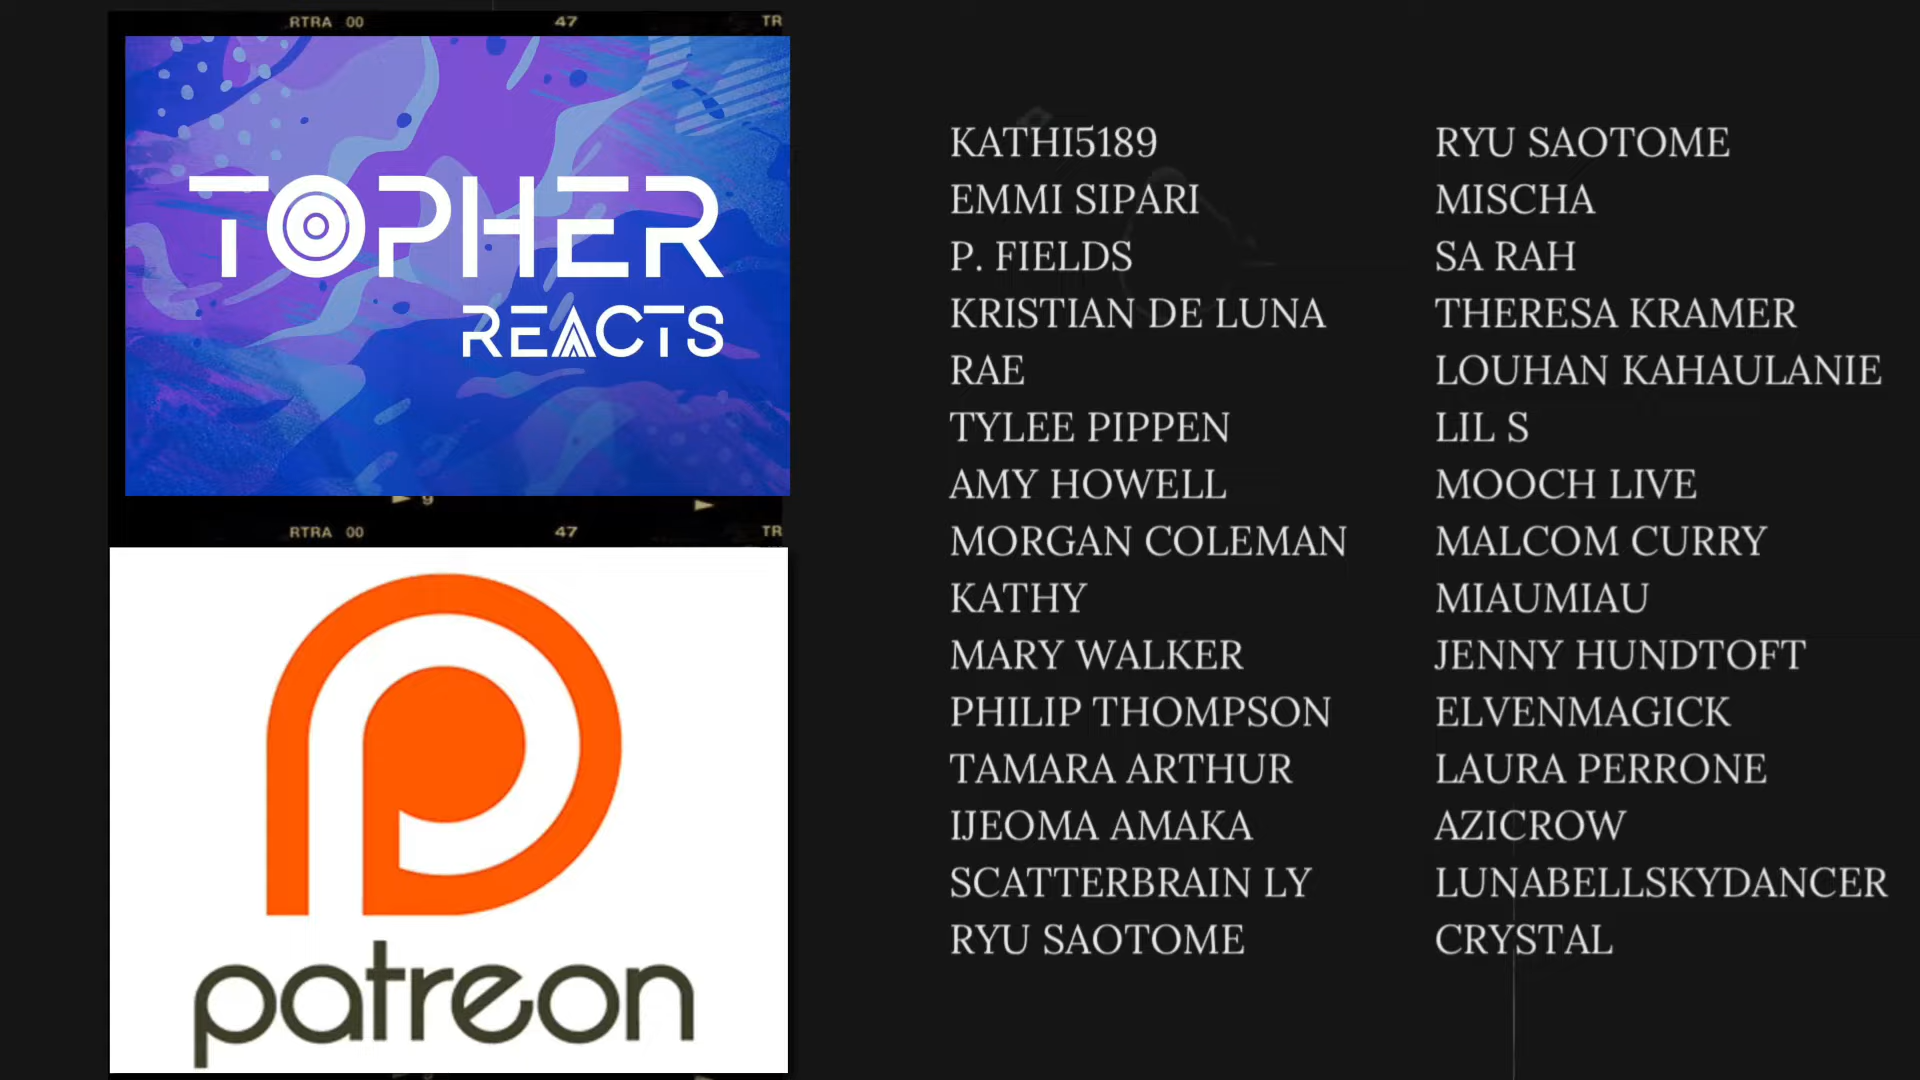 RTRA 00 47 TR
TOPHER
REACTS
9
RTRA 00 47 TR
patreon
KATHI5189
EMMI SIPARI
P. FIELDS
KRISTIAN DE LUNA
RAE
TYLEE PIPPEN
AMY HOWELL
MORGAN COLEMAN
KATHY
MARY WALKER
PHILIP THOMPSON
TAMARA ARTHUR
IJEOMA AMAKA
SCATTERBRAIN LY
RYU SAOTOME
RYU SAOTOME
MISCHA
SA RAH
THERESA KRAMER
LOUHAN KAHAULANIE
LIL S
MOOCH LIVE
MALCOM CURRY
MIAUMIAU
JENNY HUNDTOFT
ELVENMAGICK
LAURA PERRONE
AZICROW
LUNABELLSKYDANCER
CRYSTAL